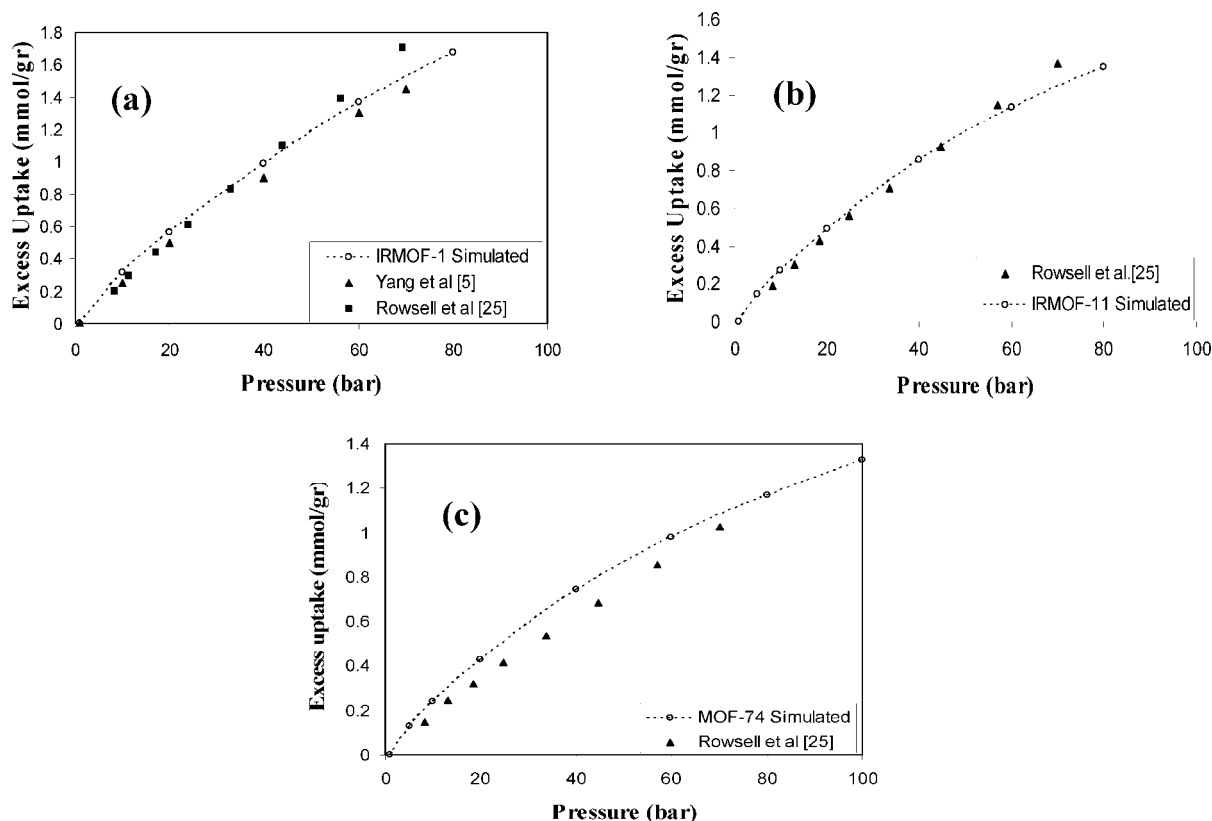 Excess Uptake (mmol/gr)
1.8
1.6
1.4
1.2
1
0.8
0.6
0.4
0.2
0
(a)
IRMOF-1 Simulated
Yang et al [5]
Rowsell et al [25]
0 20 40 60 80 100
Pressure (bar)
Excess Uptake (mmol/gr)
1.6
1.4
1.2
1
0.8
0.6
0.4
0.2
0
(b)
Rowsell et al.[25]
IRMOF-11 Simulated
0 20 40 60 80 100
Pressure (bar)
Excess uptake (mmol/gr)
1.4
1.2
1
0.8
0.6
0.4
0.2
0
(c)
MOF-74 Simulated
Rowsell et al [25]
0 20 40 60 80 100
Pressure (bar)